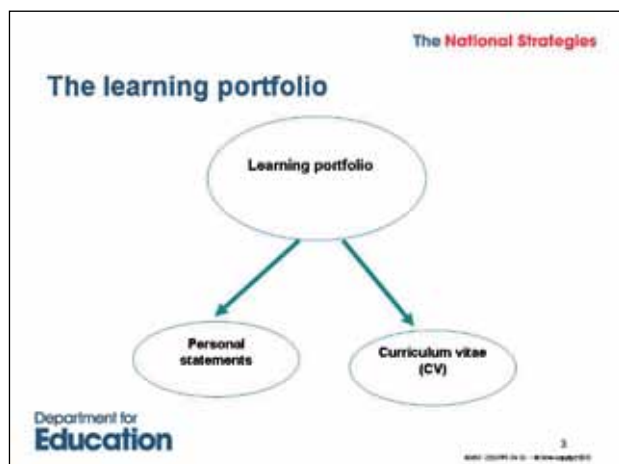 The National Strategies
The learning portfolio
Learning portfolio
Personal
statements
Curriculum vitae
(CV)
Department for
Education
3